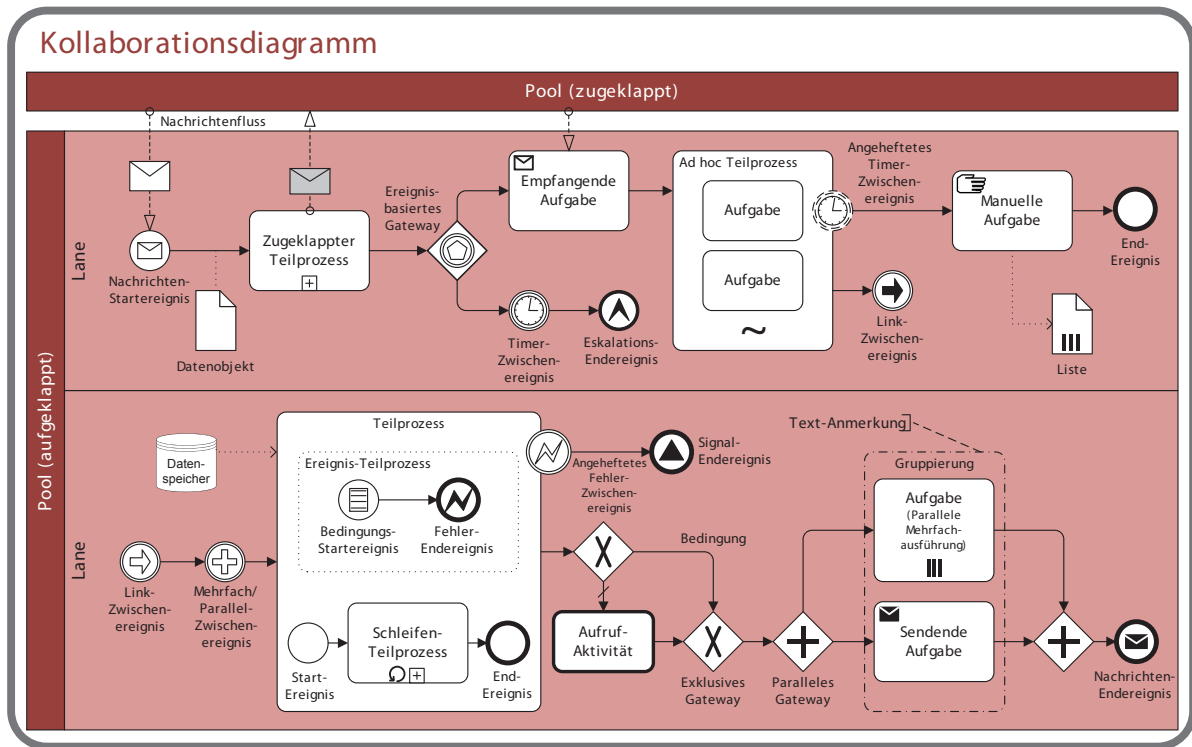 Kollaborationsdiagramm
Pool (zugeklappt)
Nachrichtenfluss
Pool (aufgeklappt)
Lane
Nachrichten-
Startereignis
Datenobjekt
Zugeklappter
Teilprozess
Ereignis-
basiertes
Gateway
Empfangende
Aufgabe
Timer-
Zwischen-
ereignis
Eskalations-
Endereignis
Ad hoc Teilprozess
Aufgabe
Aufgabe
~
Angeheftetes
Timer-
Zwischen-
ereignis
Link-
Zwischen-
ereignis
Manuelle
Aufgabe
Liste
End-
Ereignis
Lane
Daten-
speicher
Link-
Zwischen-
ereignis
Mehrfach/
Parallel-
Zwischen-
ereignis
Teilprozess
Ereignis-Teilprozess
Bedingungs-
Startereignis
Fehler-
Endereignis
Start-
Ereignis
Schleifen-
Teilprozess
End-
Ereignis
Angeheftetes
Fehler-
Zwischen-
ereignis
Signal-
Endereignis
Bedingung
Aufruf-
Aktivität
Exklusives
Gateway
Paralleles
Gateway
Text-Anmerkung
Gruppierung
Aufgabe
(Parallele
Mehrfach-
ausführung)
Sendende
Aufgabe
Nachrichten-
Endereignis